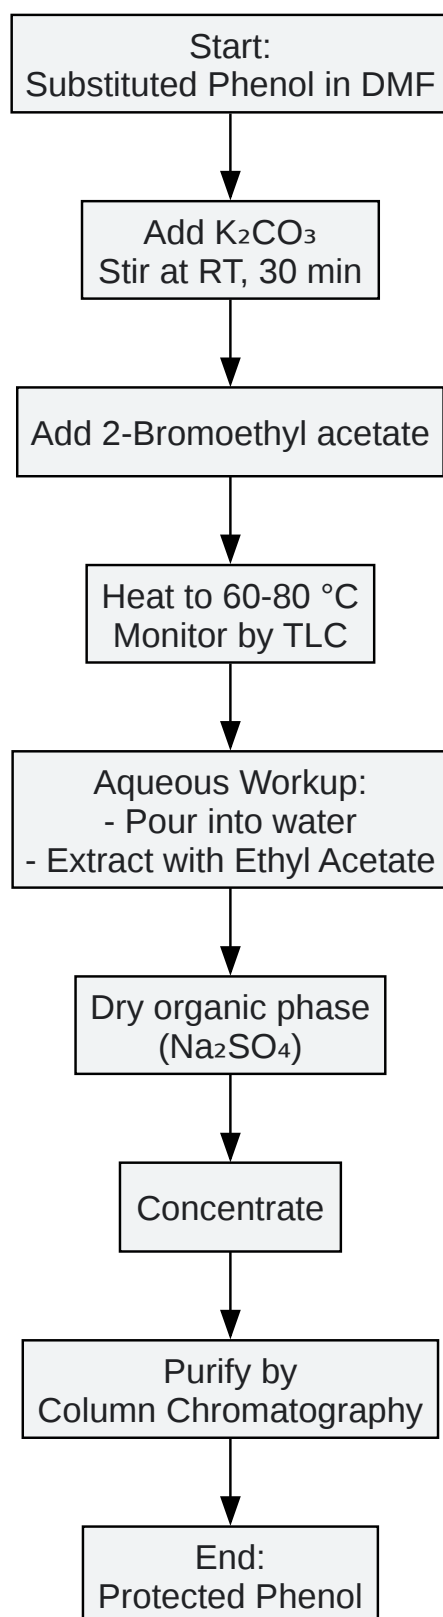 Start:
Substituted Phenol in DMF
Add K₂CO₃
Stir at RT, 30 min
Add 2-Bromoethyl acetate
Heat to 60-80 °C
Monitor by TLC
Aqueous Workup:
- Pour into water
- Extract with Ethyl Acetate
Dry organic phase
(Na₂SO₄)
Concentrate
Purify by
Column Chromatography
End:
Protected Phenol